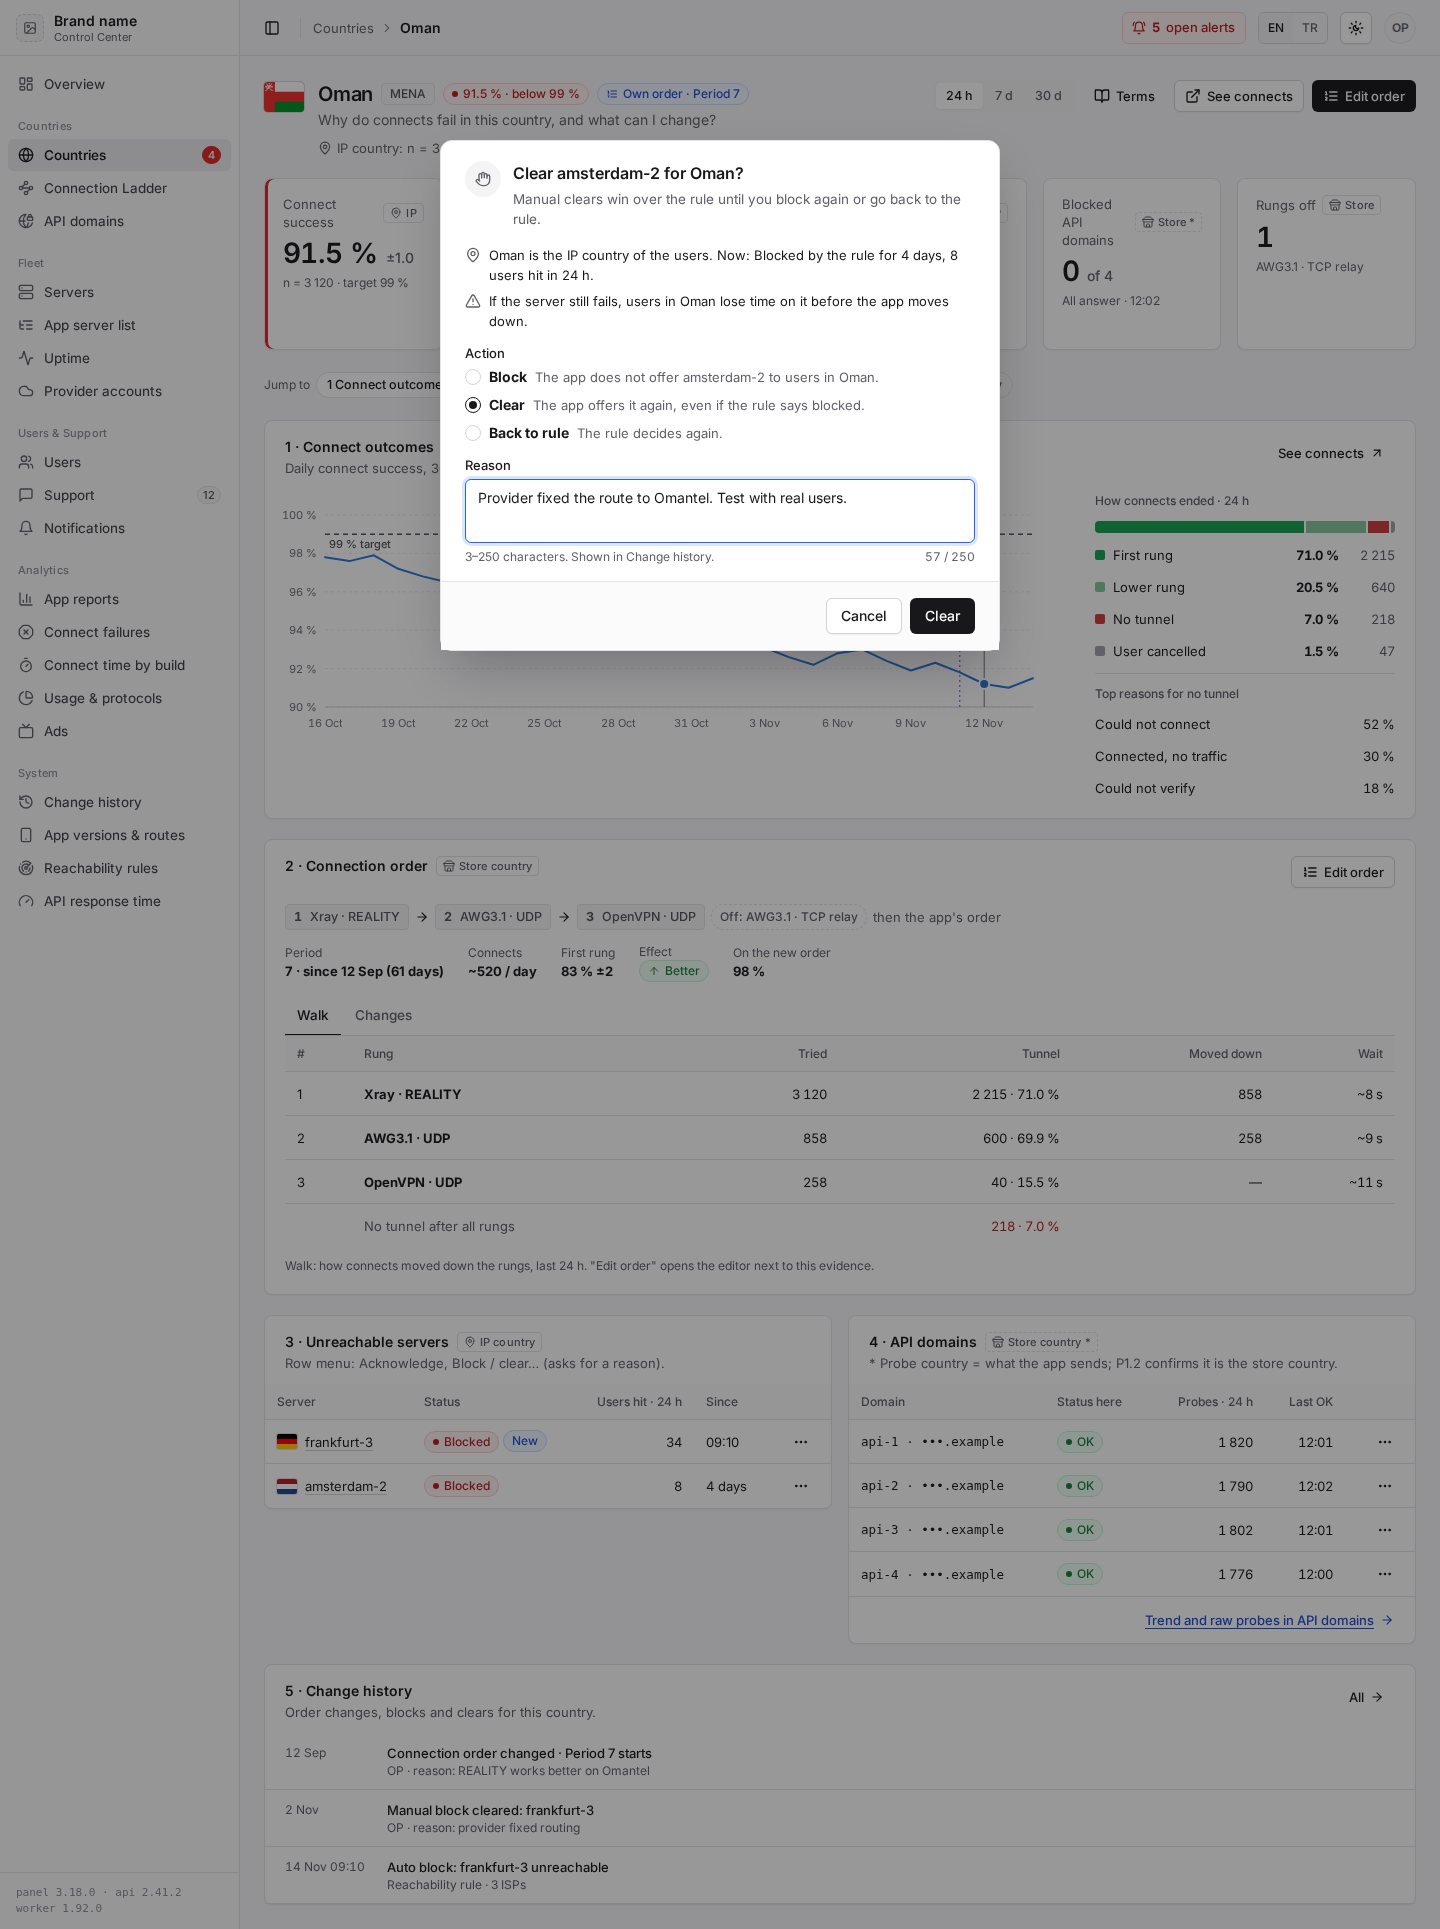 Brand name
Control Center
Overview
Countries
Countries
4
Connection Ladder
API domains
Fleet
Servers
App server list
Uptime
Provider accounts
Users & Support
Users
Support
12
Notifications
Analytics
App reports
Connect failures
Connect time by build
Usage & protocols
Ads
System
Change history
App versions & routes
Reachability rules
API response time
panel 3.18.0 · api 2.41.2
worker 1.92.0
Countries
Oman
5 open alerts
EN TR
OP
Oman
MENA
91.5 % · below 99 %
Own order · Period 7
24 h 7 d 30 d
Terms
See connects
Edit order
Why do connects fail in this country, and what can I change?
IP country: n = 3
Connect
success
IP
91.5 % ±1.0
n = 3 120 · target 99 %
Blocked
API
domains
Store *
0 of 4
All answer · 12:02
Rungs off
Store
1
AWG3.1 · TCP relay
Clear amsterdam-2 for Oman?
Manual clears win over the rule until you block again or go back to the
rule.
Oman is the IP country of the users. Now: Blocked by the rule for 4 days, 8
users hit in 24 h.
If the server still fails, users in Oman lose time on it before the app moves
down.
Action
Block The app does not offer amsterdam-2 to users in Oman.
Clear The app offers it again, even if the rule says blocked.
Back to rule The rule decides again.
Reason
Provider fixed the route to Omantel. Test with real users.
3–250 characters. Shown in Change history.
57 / 250
Cancel
Clear
Jump to
1 Connect outcome
1 · Connect outcomes
Daily connect success, 3
See connects
100 %
98 %
96 %
94 %
92 %
90 %
99 % target
16 Oct 19 Oct 22 Oct 25 Oct 28 Oct 31 Oct 3 Nov 6 Nov 9 Nov 12 Nov
How connects ended · 24 h
First rung 71.0 % 2 215
Lower rung 20.5 % 640
No tunnel 7.0 % 218
User cancelled 1.5 % 47
Top reasons for no tunnel
Could not connect 52 %
Connected, no traffic 30 %
Could not verify 18 %
2 · Connection order
Store country
Edit order
1 Xray · REALITY
2 AWG3.1 · UDP
3 OpenVPN · UDP
Off: AWG3.1 · TCP relay
then the app's order
Period
7 · since 12 Sep (61 days)
Connects
~520 / day
First rung
83 % ±2
Effect
Better
On the new order
98 %
Walk Changes
# Rung Tried Tunnel Moved down Wait
1 Xray · REALITY 3 120 2 215 · 71.0 % 858 ~8 s
2 AWG3.1 · UDP 858 600 · 69.9 % 258 ~9 s
3 OpenVPN · UDP 258 40 · 15.5 % — ~11 s
No tunnel after all rungs 218 · 7.0 %
Walk: how connects moved down the rungs, last 24 h. "Edit order" opens the editor next to this evidence.
3 · Unreachable servers
IP country
Row menu: Acknowledge, Block / clear... (asks for a reason).
Server Status Users hit · 24 h Since
frankfurt-3 Blocked New 34 09:10
amsterdam-2 Blocked 8 4 days
4 · API domains
Store country *
* Probe country = what the app sends; P1.2 confirms it is the store country.
Domain Status here Probes · 24 h Last OK
api-1 · •••.example OK 1 820 12:01
api-2 · •••.example OK 1 790 12:02
api-3 · •••.example OK 1 802 12:01
api-4 · •••.example OK 1 776 12:00
Trend and raw probes in API domains
5 · Change history
Order changes, blocks and clears for this country.
All
12 Sep
Connection order changed · Period 7 starts
OP · reason: REALITY works better on Omantel
2 Nov
Manual block cleared: frankfurt-3
OP · reason: provider fixed routing
14 Nov 09:10
Auto block: frankfurt-3 unreachable
Reachability rule · 3 ISPs